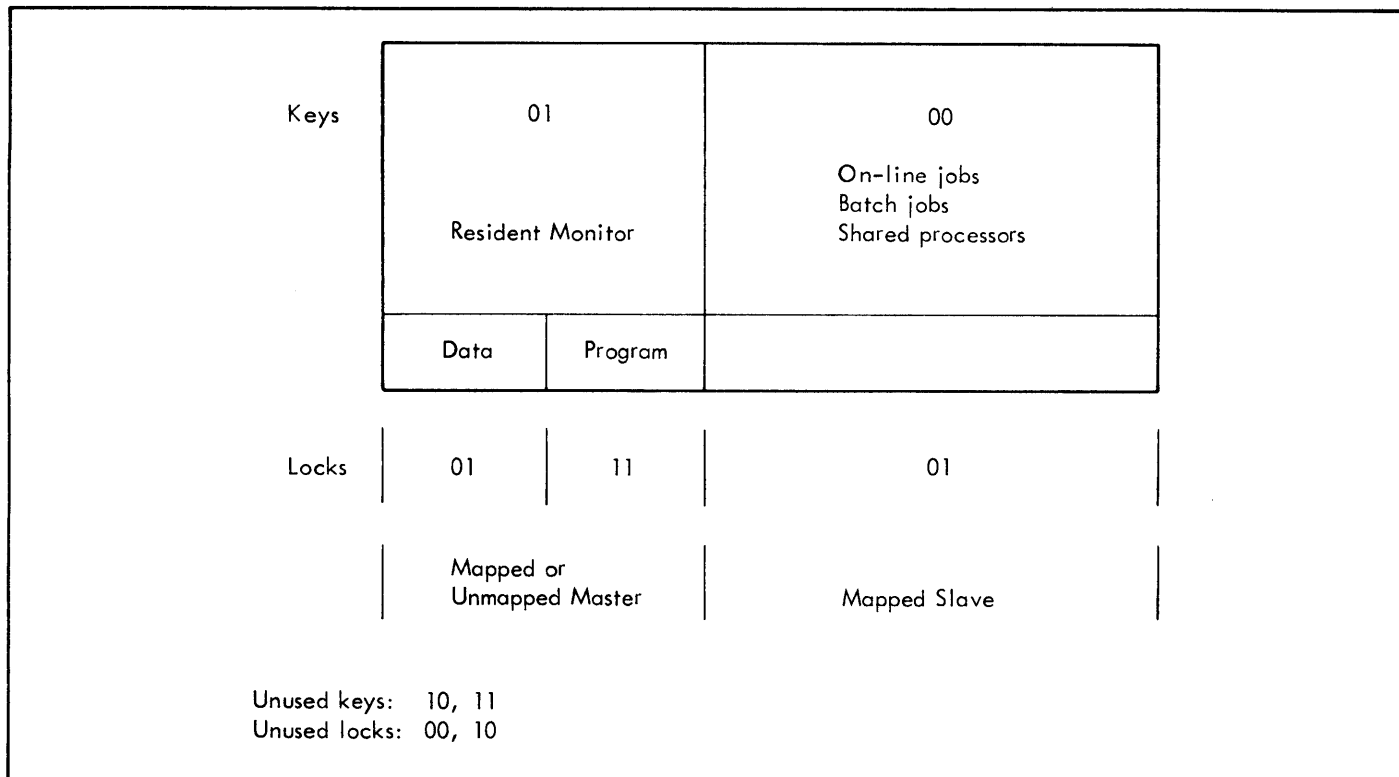 Keys 01 00
On-line jobs
Batch jobs
Resident Monitor Shared processors
Data Program
Locks 01 11 01
Mapped or
Unmapped Master Mapped Slave
Unused keys: 10, 11
Unused locks: 00, 10